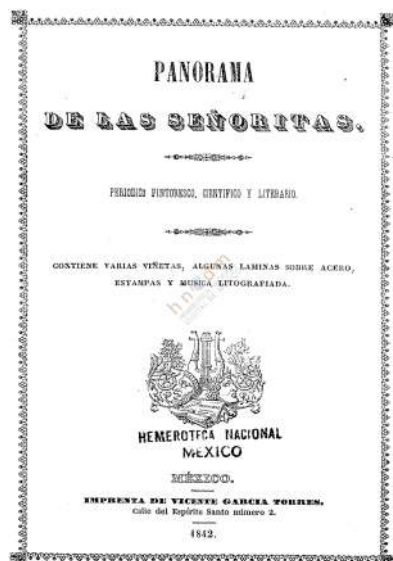 PANORAMA
DE LAS SEÑORITAS.
PERIODICO PINTORESCO, CIENTIFICO Y LITERARIO.
CONTIENE VARIAS VIÑETAS, ALGUNAS LAMINAS SOBRE ACERO,
ESTAMPAS Y MUSICA LITOGRAFIADA.
HEMEROTECA NACIONAL
MEXICO
MÉXICO.
IMPRENTA DE VICENTE GARCIA TORRES,
Calle del Espíritu Santo número 2.
1842.